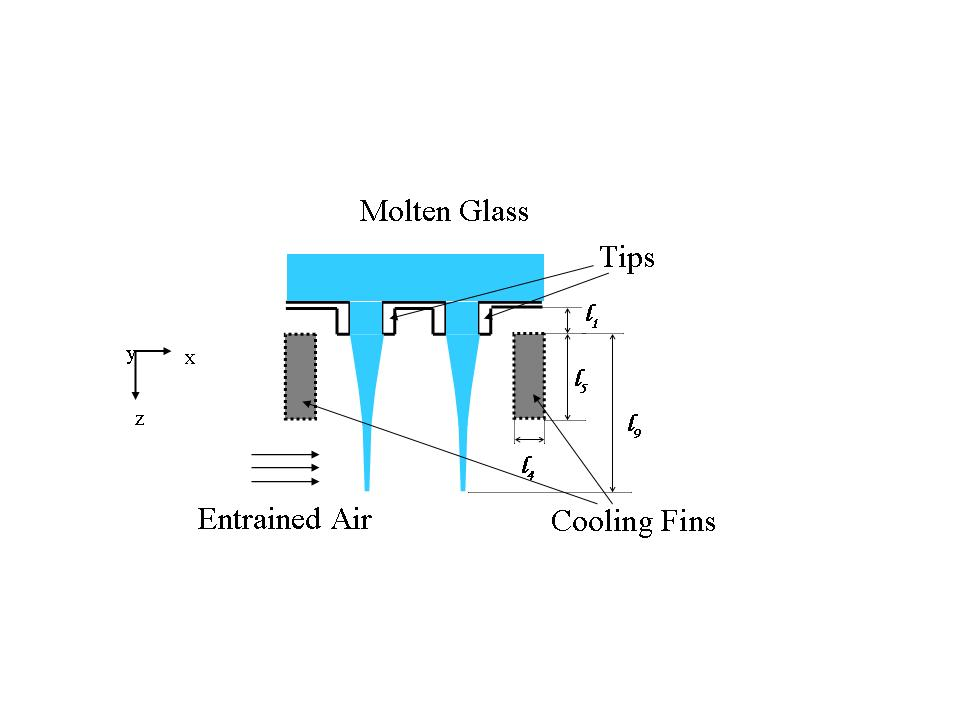 Molten Glass
Tips
ℓ1
y
x
ℓ5
z
ℓ9
ℓ4
Entrained Air
Cooling Fins